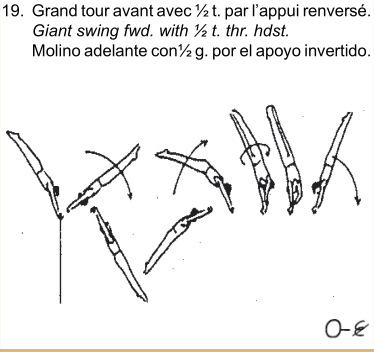 19. Grand tour avant avec ½ t. par l'appui renversé.
Giant swing fwd. with ½ t. thr. hdst.
Molino adelante con½ g. por el apoyo invertido.